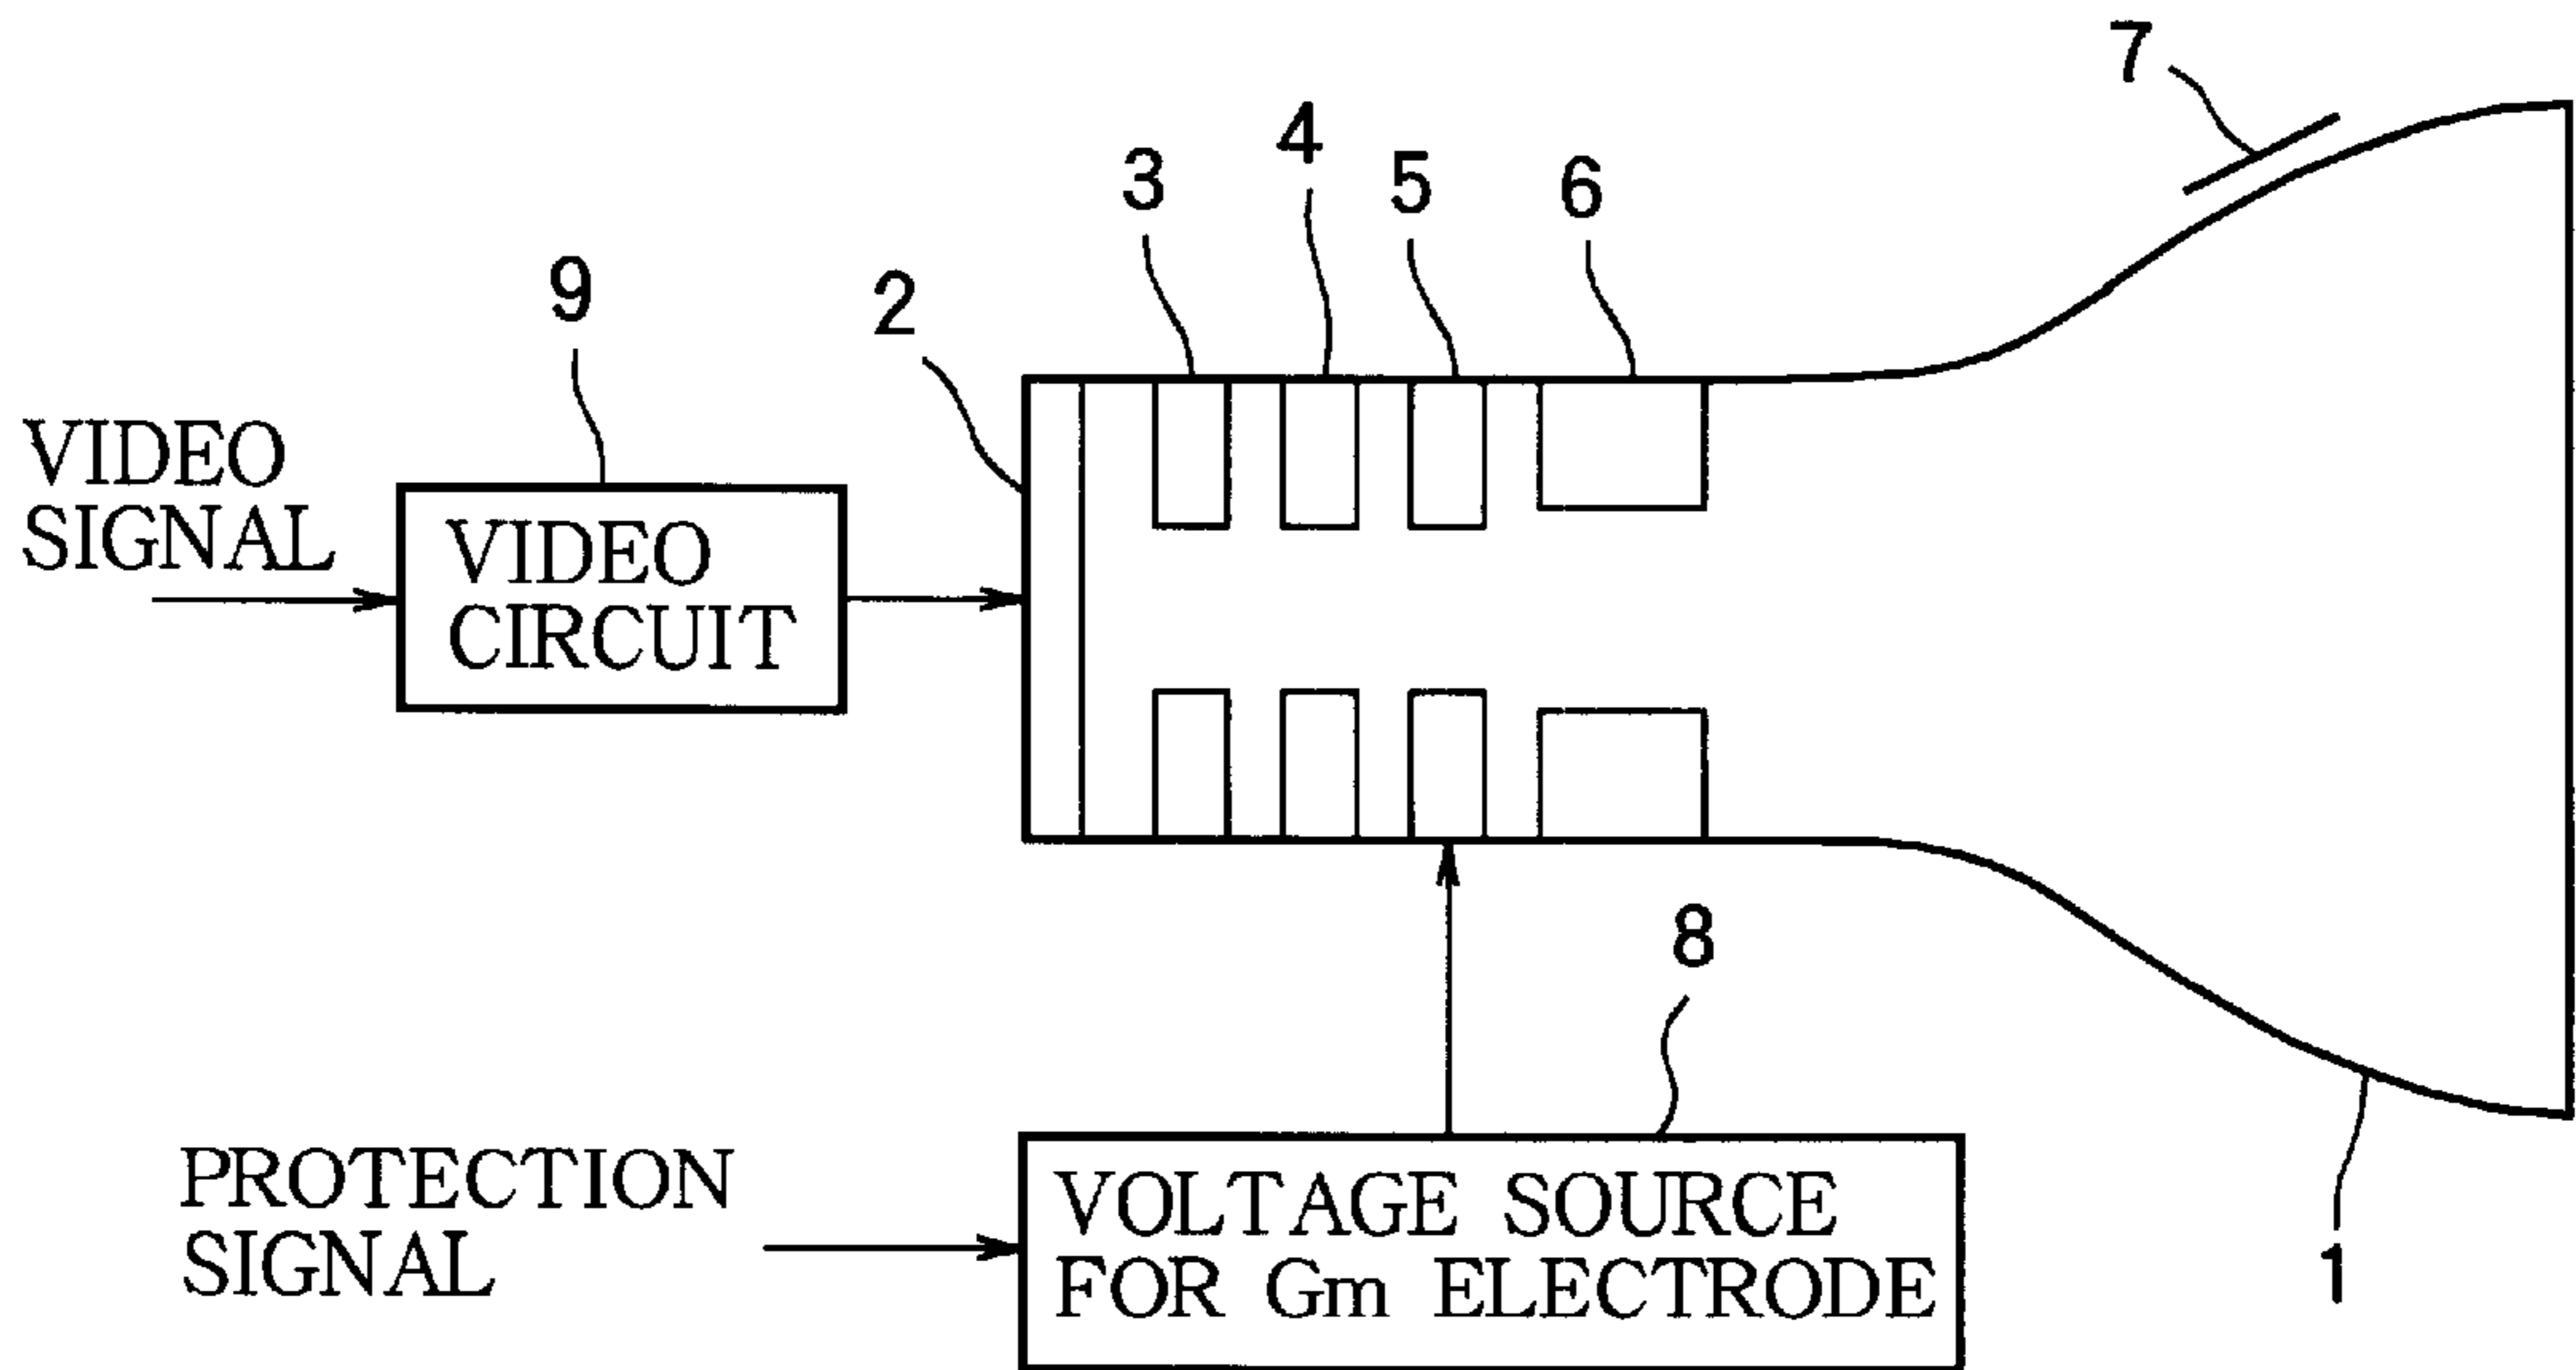 7
4
3
5
6
9
2
VIDEO
SIGNAL
VIDEO
CIRCUIT
8
PROTECTION
SIGNAL
VOLTAGE SOURCE
FOR Gm ELECTRODE
1